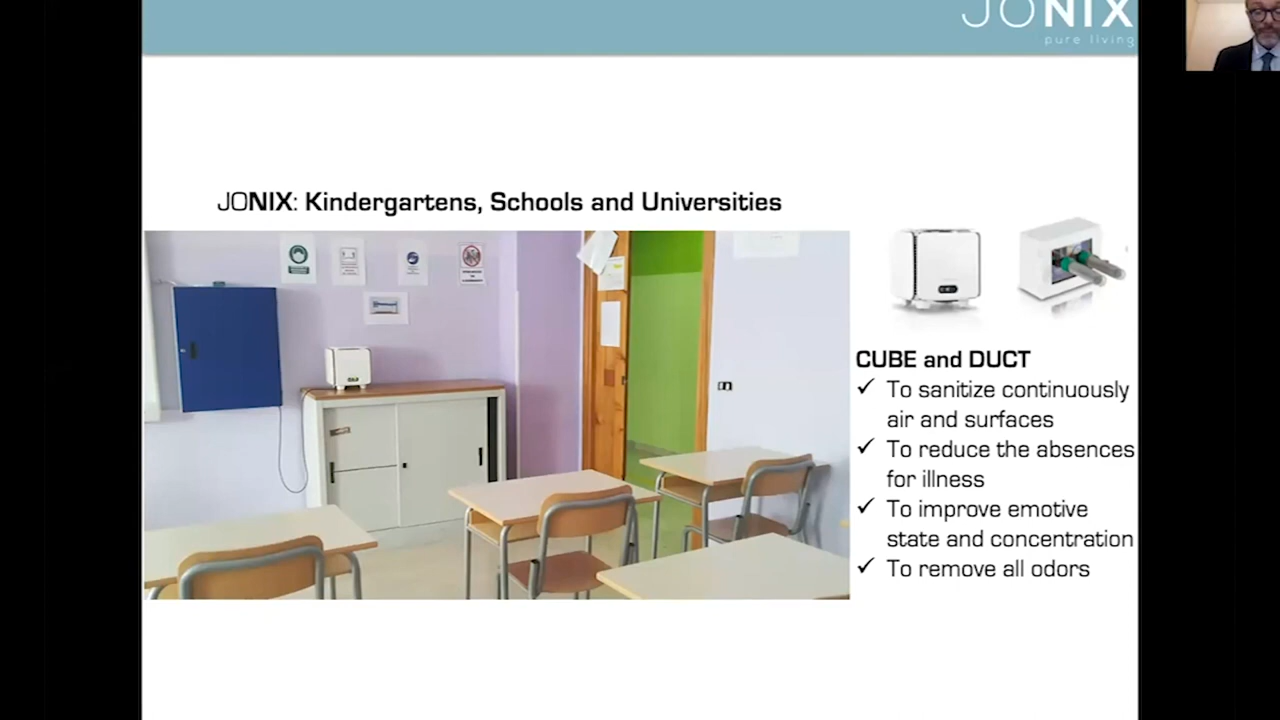 JONIX
pure living
JONIX: Kindergartens, Schools and Universities
CUBE and DUCT
✓ To sanitize continuously
air and surfaces
✓ To reduce the absences
for illness
✓ To improve emotive
state and concentration
✓ To remove all odors